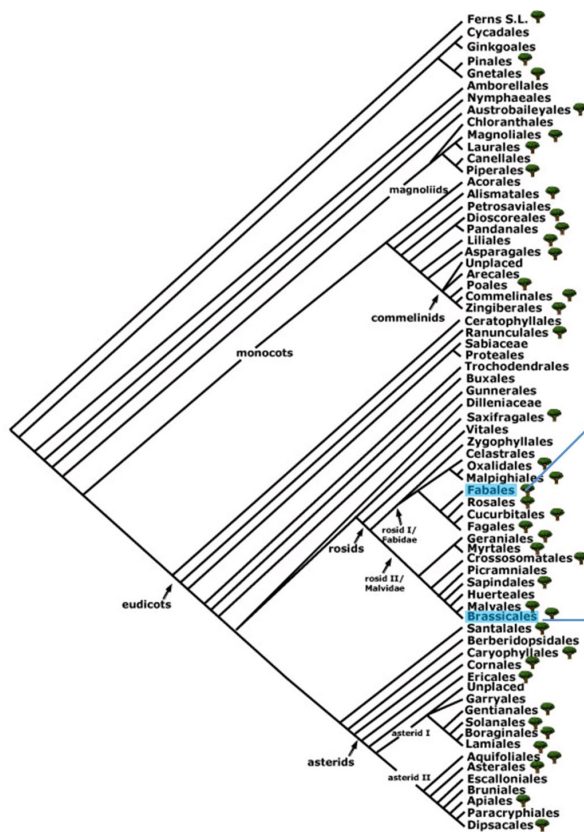 Ferns S.L.
Cycadales
Ginkgoales
Pinales
Gnetales
Amborellales
Nymphaeales
Austrobaileyales
Chloranthales
Magnoliales
Laurales
Canellales
Piperales
magnoliids
Acorales
Alismatales
Petrosaviales
Dioscoreales
Pandanales
Liliales
Asparagales
Unplaced
Arecales
Poales
Commelinales
Zingiberales
commelinids
monocots
Ceratophyllales
Ranunculales
Sabiaceae
Proteales
Trochodendrales
Buxales
Gunnerales
Dilleniaceae
Saxifragales
Vitales
Zygophyllales
Celastrales
Oxalidales
Malpighiales
Fabales
Rosales
Cucurbitales
Fagales
rosid I/
Fabidae
rosids
Geraniales
Myrtales
Crossosomatales
Picramniales
Sapindales
Huerteales
Malvales
Brassicales
rosid II/
Malvidae
eudicots
Santalales
Berberidopsidales
Caryophyllales
Cornales
Ericales
Unplaced
Garryales
Gentianales
Solanales
Boraginales
Lamiales
asterid I
asterids
Aquifoliales
Asterales
Escalloniales
Bruniales
Apiales
Paracryphiales
Dipsacales
asterid II